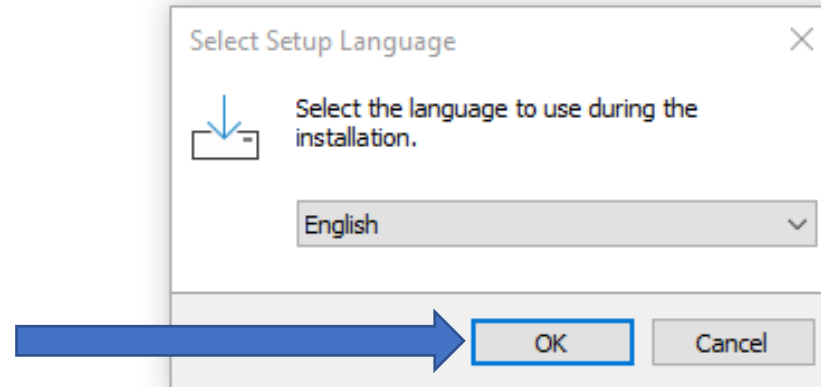 Select Setup Language
Select the language to use during the
installation.
English
OK
Cancel